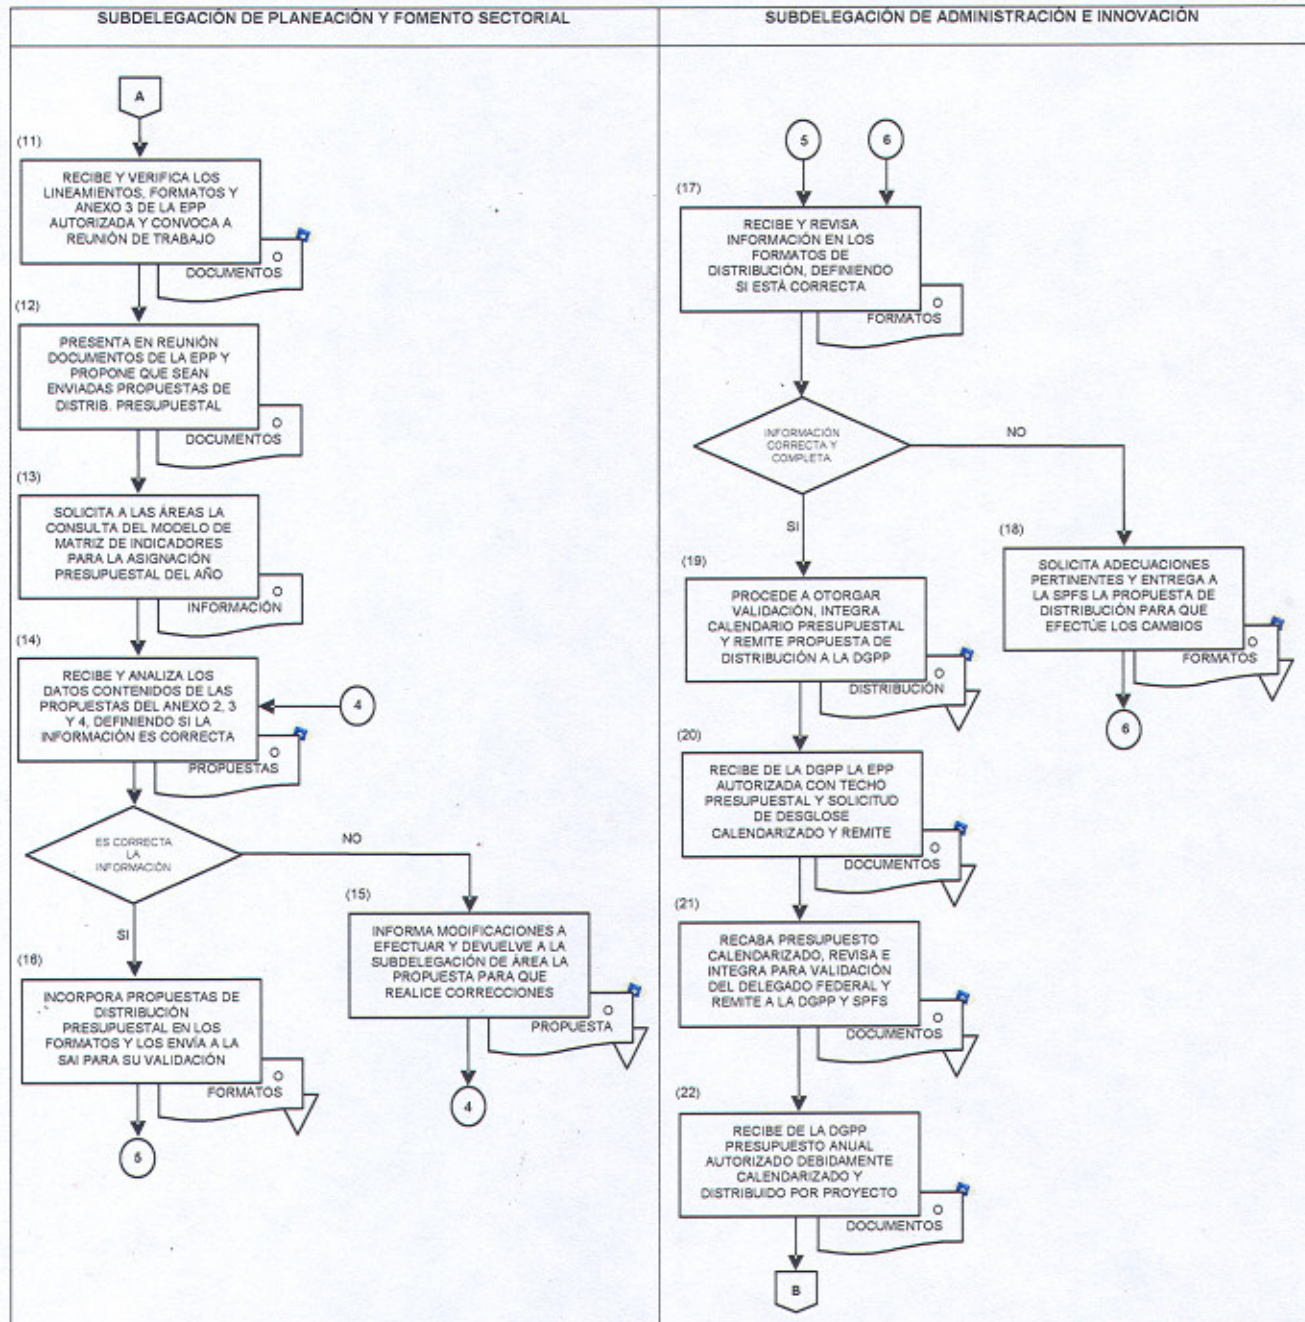 SUBDELEGACIÓN DE PLANEACIÓN Y FOMENTO SECTORIAL
A
(11)
RECIBE Y VERIFICA LOS
LINEAMIENTOS, FORMATOS Y
ANEXO 3 DE LA EPP
AUTORIZADA Y CONVOCA A
REUNIÓN DE TRABAJO
O
DOCUMENTOS
(12)
PRESENTA EN REUNIÓN
DOCUMENTOS DE LA EPP Y
PROPONE QUE SEAN
ENVIADAS PROPUESTAS DE
DISTRIB. PRESUPUESTAL
O
DOCUMENTOS
(13)
SOLICITA A LAS ÁREAS LA
CONSULTA DEL MODELO DE
MATRIZ DE INDICADORES
PARA LA ASIGNACIÓN
PRESUPUESTAL DEL AÑO
O
INFORMACIÓN
(14)
RECIBE Y ANALIZA LOS
DATOS CONTENIDOS DE LAS
PROPUESTAS DEL ANEXO 2, 3
Y 4, DEFINIENDO SI LA
INFORMACIÓN ES CORRECTA
4
O
PROPUESTAS
ES CORRECTA
LA
INFORMACIÓN
NO
SI
(15)
INFORMA MODIFICACIONES A
EFECTUAR Y DEVUELVE A LA
SUBDELEGACIÓN DE ÁREA LA
PROPUESTA PARA QUE
REALICE CORRECCIONES
O
PROPUESTA
4
(16)
INCORPORA PROPUESTAS DE
DISTRIBUCIÓN
PRESUPUESTAL EN LOS
FORMATOS Y LOS ENVÍA A LA
SAI PARA SU VALIDACIÓN
O
FORMATOS
5
SUBDELEGACIÓN DE ADMINISTRACIÓN E INNOVACIÓN
5
6
(17)
RECIBE Y REVISA
INFORMACIÓN EN LOS
FORMATOS DE
DISTRIBUCIÓN, DEFINIENDO
SI ESTÁ CORRECTA
O
FORMATOS
INFORMACIÓN
CORRECTA Y
COMPLETA
NO
SI
(18)
SOLICITA ADECUACIONES
PERTINENTES Y ENTREGA A
LA SPFS LA PROPUESTA DE
DISTRIBUCIÓN PARA QUE
EFECTÚE LOS CAMBIOS
O
FORMATOS
6
(19)
PROCEDE A OTORGAR
VALIDACIÓN, INTEGRA
CALENDARIO PRESUPUESTAL
Y REMITE PROPUESTA DE
DISTRIBUCIÓN A LA DGPP
O
DISTRIBUCIÓN
(20)
RECIBE DE LA DGPP LA EPP
AUTORIZADA CON TECHO
PRESUPUESTAL Y SOLICITUD
DE DESGLOSE
CALENDARIZADO Y REMITE
O
DOCUMENTOS
(21)
RECABA PRESUPUESTO
CALENDARIZADO, REVISA E
INTEGRA PARA VALIDACIÓN
DEL DELEGADO FEDERAL Y
REMITE A LA DGPP Y SPFS
O
DOCUMENTOS
(22)
RECIBE DE LA DGPP
PRESUPUESTO ANUAL
AUTORIZADO DEBIDAMENTE
CALENDARIZADO Y
DISTRIBUIDO POR PROYECTO
O
DOCUMENTOS
B